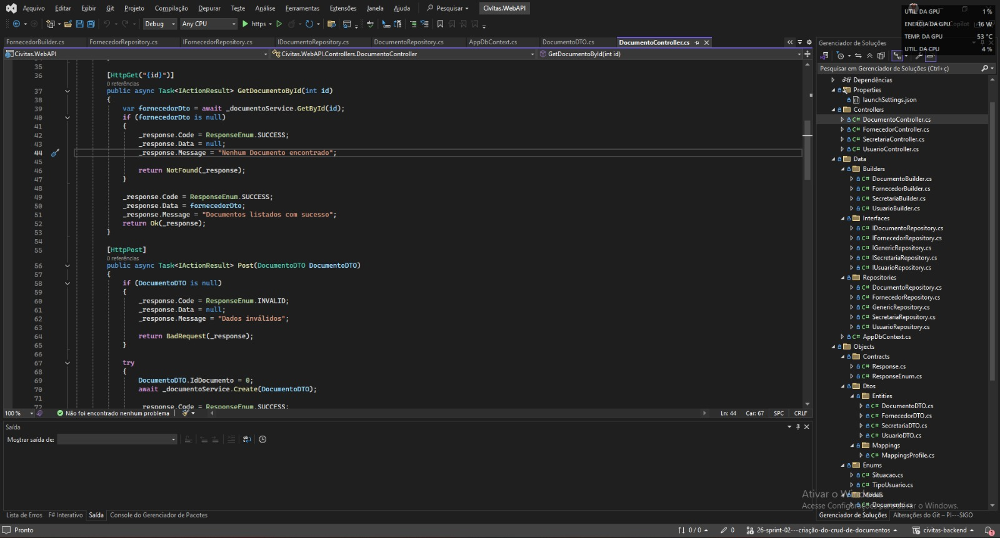 Arquivo Editar Exibir Git Projeto Compilação Depurar Teste Análise Ferramentas Extensões Janela Ajuda Pesquisar Civitas.WebAPI
UTIL DA GPU 1 %
ENERGIA DA GPU 16 W
TEMP. DA GPU 53 °C
UTIL. DA CPU 4 %
Debug Any CPU https
FornecedorBuilder.cs FornecedorRepository.cs IFornecedorRepository.cs IDocumentoRepository.cs DocumentoRepository.cs AppDbContext.cs DocumentoDTO.cs DocumentoController.cs
Civitas.WebAPI Civitas.WebAPI.Controllers.DocumentoController GetDocumentoById(int id)
35
36 [HttpGet("{id}")]
0 referências
37 public async Task<IActionResult> GetDocumentoById(int id)
38 {
39 var fornecedorDto = await _documentoService.GetById(id);
40 if (fornecedorDto is null)
41 {
42 _response.Code = ResponseEnum.SUCCESS;
43 _response.Data = null;
44 _response.Message = "Nenhum Documento encontrado";
45
46 return NotFound(_response);
47 }
48
49 _response.Code = ResponseEnum.SUCCESS;
50 _response.Data = fornecedorDto;
51 _response.Message = "Documentos listados com sucesso";
52 return Ok(_response);
53 }
54
55 [HttpPost]
0 referências
56 public async Task<IActionResult> Post(DocumentoDTO DocumentoDTO)
57 {
58 if (DocumentoDTO is null)
59 {
60 _response.Code = ResponseEnum.INVALID;
61 _response.Data = null;
62 _response.Message = "Dados inválidos";
63
64 return BadRequest(_response);
65 }
66
67 try
68 {
69 DocumentoDTO.IdDocumento = 0;
70 await _documentoService.Create(DocumentoDTO);
71
72 _response.Code = ResponseEnum.SUCCESS;
100 % Não foi encontrado nenhum problema Ln: 44 Car: 67 SPC CRLF
Saída
Mostrar saída de:
Lista de Erros F# Interativo Saída Console do Gerenciador de Pacotes
Gerenciador de Soluções
Pesquisar em Gerenciador de Soluções (Ctrl+ç)
Dependências
Properties
launchSettings.json
Controllers
C# DocumentoController.cs
C# FornecedorController.cs
C# SecretariaController.cs
C# UsuarioController.cs
Data
Builders
C# DocumentoBuilder.cs
C# FornecedorBuilder.cs
C# SecretariaBuilder.cs
C# UsuarioBuilder.cs
Interfaces
C# IDocumentoRepository.cs
C# IFornecedorRepository.cs
C# IGenericRepository.cs
C# ISecretariaRepository.cs
C# IUsuarioRepository.cs
Repositories
C# DocumentoRepository.cs
C# FornecedorRepository.cs
C# GenericRepository.cs
C# SecretariaRepository.cs
C# UsuarioRepository.cs
C# AppDbContext.cs
Objects
Contracts
C# Response.cs
C# ResponseEnum.cs
Dtos
Entities
C# DocumentoDTO.cs
C# FornecedorDTO.cs
C# SecretariaDTO.cs
C# UsuarioDTO.cs
Mappings
C# MappingsProfile.cs
Enums
C# Situacao.cs
C# TipoUsuario.cs
Models
C# Documento.cs
Ativar o Windows
Acesse Configurações para ativar o Windows.
Gerenciador de Soluções Alterações do Git – PI---SIGO
Pronto 0 / 0 0 26-sprint-02---criação-do-crud-de-documentos civitas-backend 1